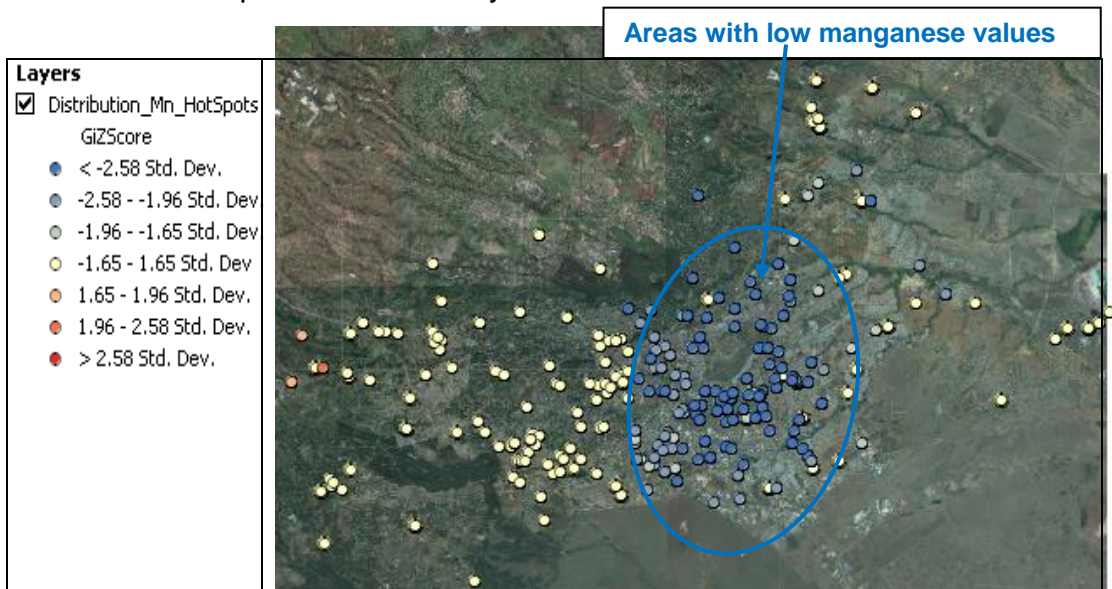 Areas with low manganese values
Layers
Distribution_Mn_HotSpots
GiZScore
< -2.58 Std. Dev.
-2.58 - -1.96 Std. Dev
-1.96 - -1.65 Std. Dev
-1.65 - 1.65 Std. Dev
1.65 - 1.96 Std. Dev.
1.96 - 2.58 Std. Dev.
> 2.58 Std. Dev.